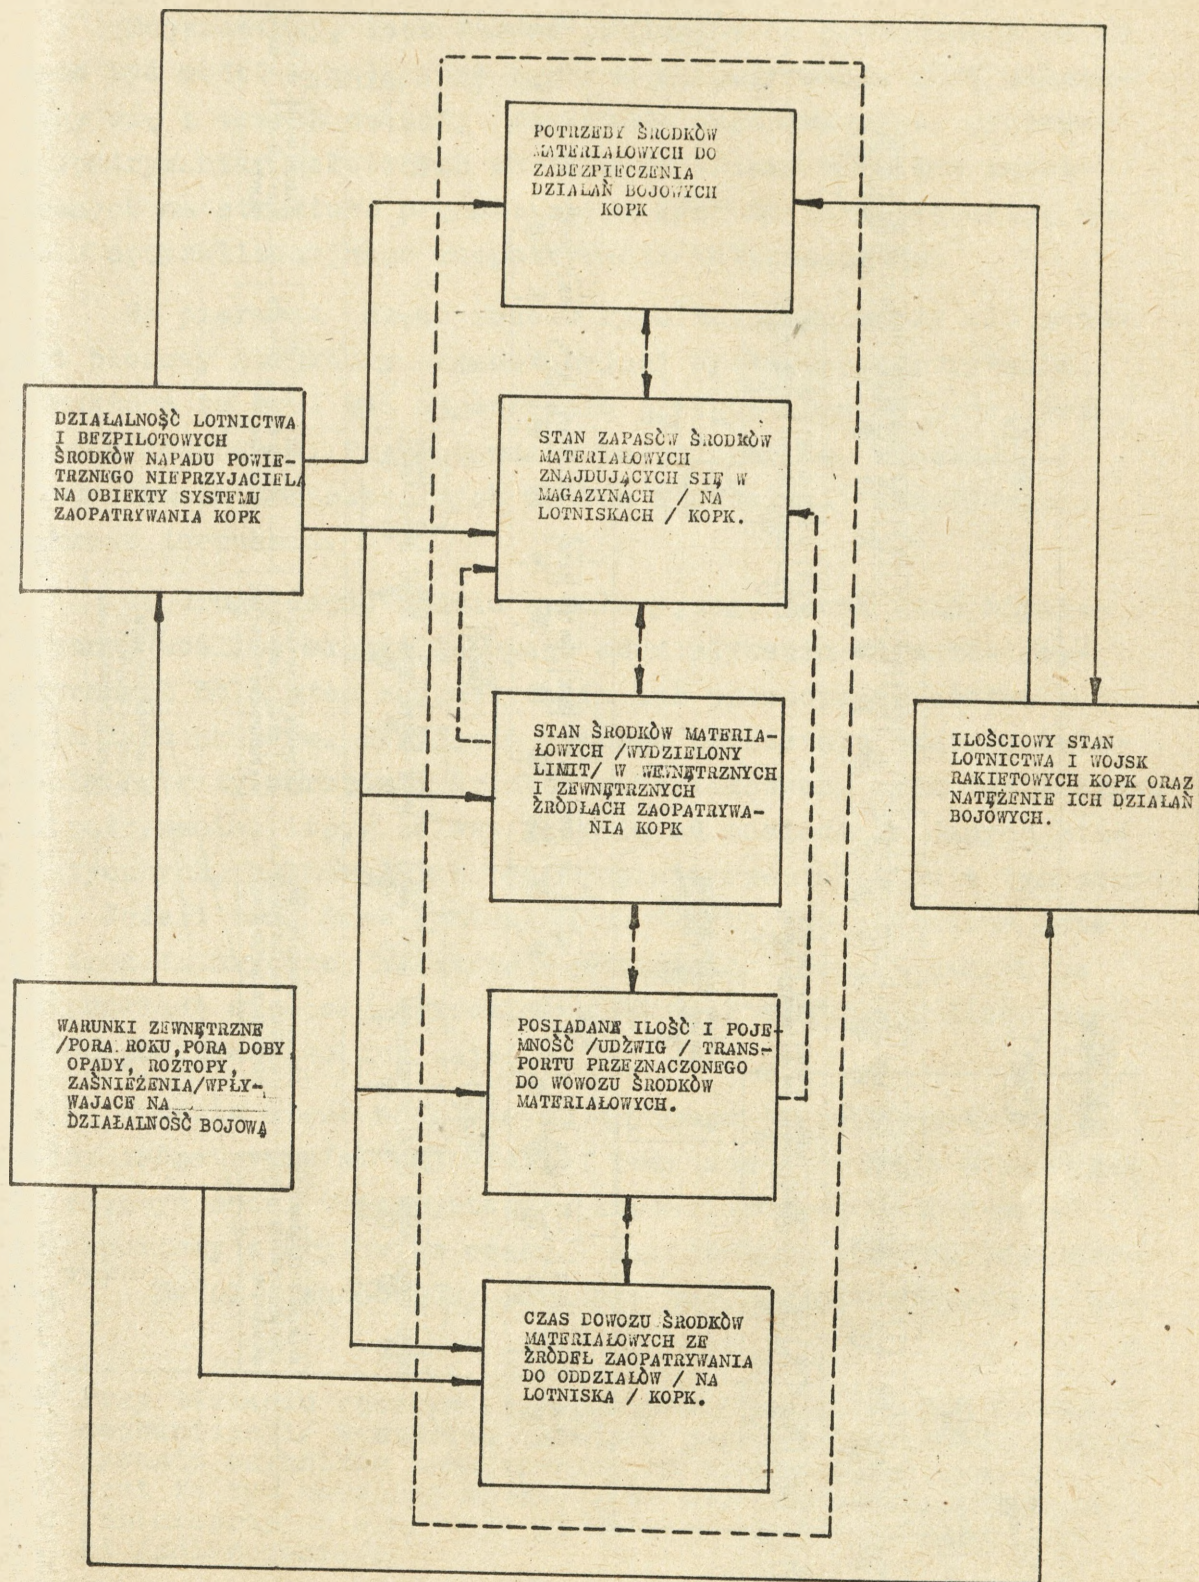 POTRZEBY ŚRODKÓW
MATERIAŁOWYCH DO
ZABEZPIECZENIA
DZIAŁAŃ BOJOWYCH
KOPK
DZIAŁALNOŚĆ LOTNICTWA
I BEZPILOTOWYCH
ŚRODKÓW NAPADU POWIE-
TRZNEGO NIEPRZYJACIELA
NA OBIEKTY SYSTEMU
ZAOPATRYWANIA KOPK
STAN ZAPASÓW ŚRODKÓW
MATERIAŁOWYCH
ZNAJDUJĄCYCH SIĘ W
MAGAZYNACH / NA
LOTNISKACH / KOPK.
STAN ŚRODKÓW MATERIA-
ŁOWYCH /WYDZIELONY
LIMIT/ W WEWNĘTRZNYCH
I ZEWNĘTRZNYCH
ŹRÓDŁACH ZAOPATRYWA-
NIA KOPK
ILOŚCIOWY STAN
LOTNICTWA I WOJSK
RAKIETOWYCH KOPK ORAZ
NATĘŻENIE ICH DZIAŁAŃ
BOJOWYCH.
WARUNKI ZEWNĘTRZNE
/PORA ROKU, PORA DOBY
OPADY, ROZTOPY,
ZAŚNIEŻENIA/WPŁY-
WAJĄCE NA
DZIAŁALNOŚĆ BOJOWĄ
POSIADANE ILOŚĆ I POJE-
MNOŚĆ /UDŹWIG / TRANS-
PORTU PRZEZNACZONEGO
DO WOWOZU ŚRODKÓW
MATERIAŁOWYCH.
CZAS DOWOZU ŚRODKÓW
MATERIAŁOWYCH ZE
ŹRÓDEŁ ZAOPATRYWANIA
DO ODDZIAŁÓW / NA
LOTNISKA / KOPK.